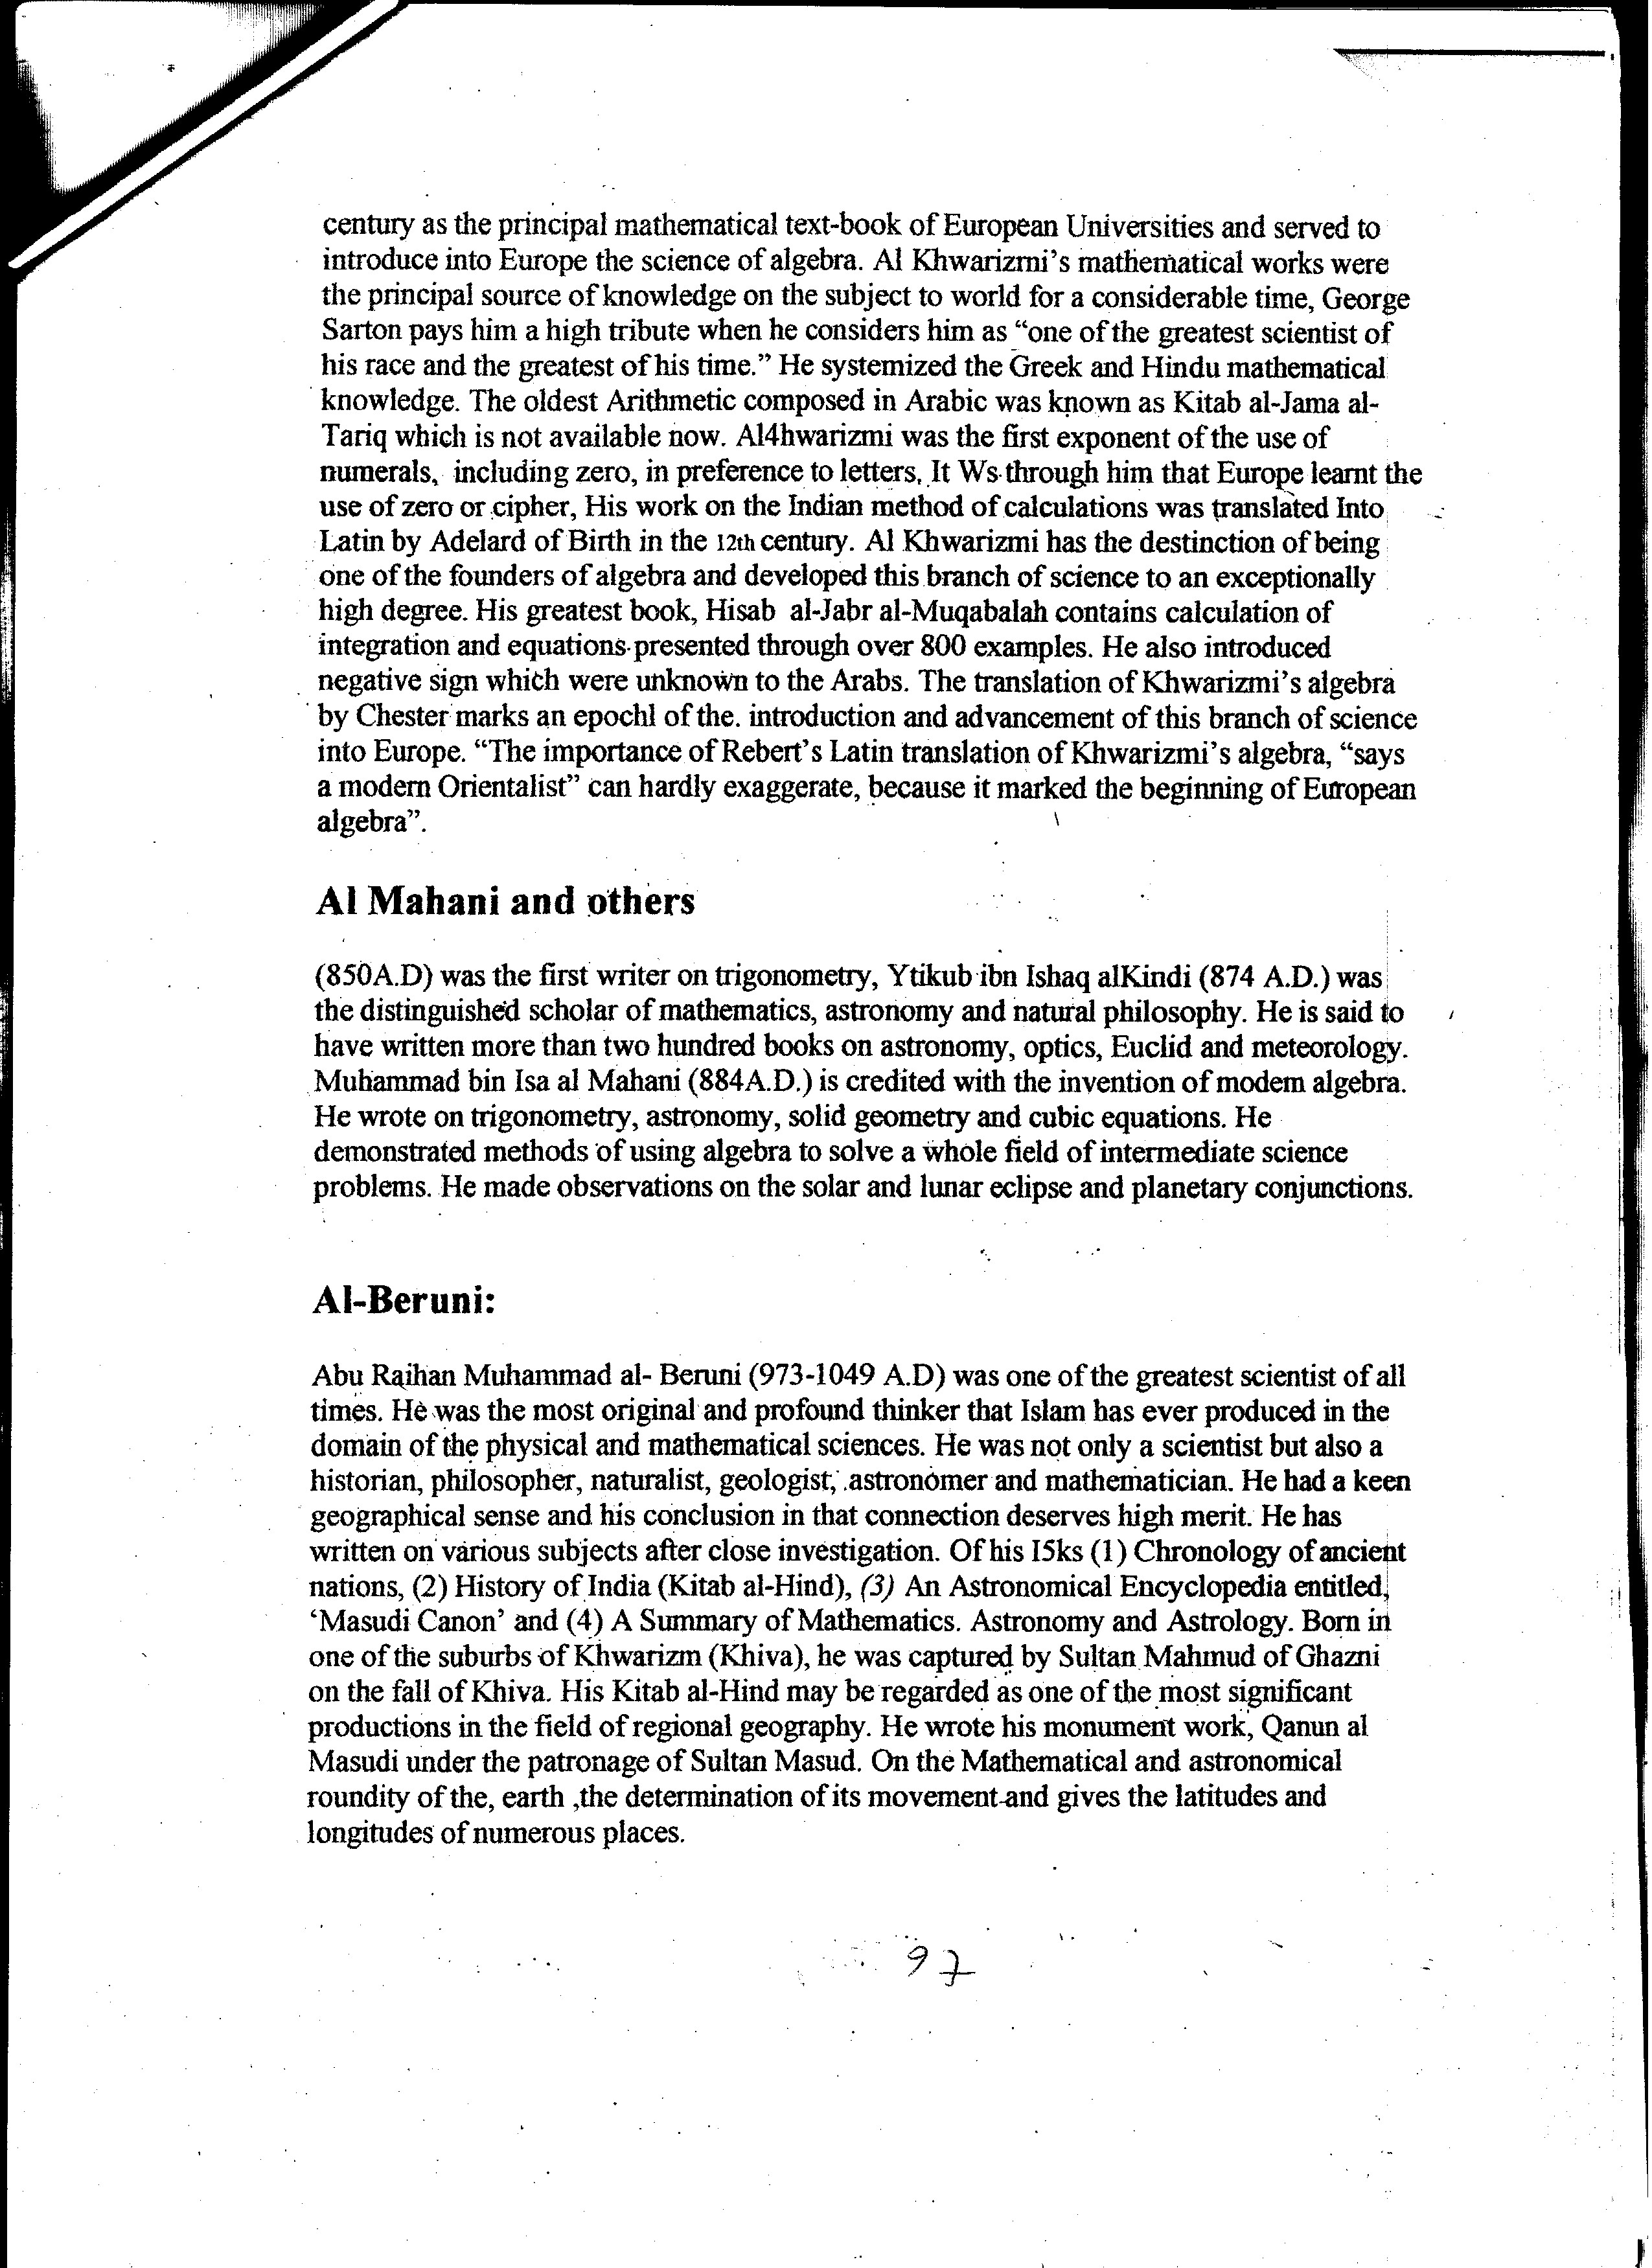 century as the principal mathematical text-book of European Universities and served to
introduce into Europe the science of algebra. Al Khwarizmi's mathematical works were
the principal source of knowledge on the subject to world for a considerable time, George
Sarton pays him a high tribute when he considers him as “one of the greatest scientist of
his race and the greatest of his time.” He systemized the Greek and Hindu mathematical
knowledge. The oldest Arithmetic composed in Arabic was known as Kitab al-Jama al-
Tariq which is not available now. Al4hwarizmi was the first exponent of the use of
numerals, including zero, in preference to letters, It Ws through him that Europe learnt the
use of zero or cipher, His work on the Indian method of calculations was translated Into
Latin by Adelard of Birth in the 12th century. Al Khwarizmi has the destinction of being
one of the founders of algebra and developed this branch of science to an exceptionally
high degree. His greatest book, Hisab al-Jabr al-Muqabalah contains calculation of
integration and equations presented through over 800 examples. He also introduced
negative sign which were unknown to the Arabs. The translation of Khwarizmi's algebra
by Chester marks an epochl of the. introduction and advancement of this branch of science
into Europe. “The importance of Rebert's Latin translation of Khwarizmi's algebra, “says
a modern Orientalist” can hardly exaggerate, because it marked the beginning of European
algebra”.
Al Mahani and others
(850A.D) was the first writer on trigonometry, Ytikub ibn Ishaq alKindi (874 A.D.) was
the distinguished scholar of mathematics, astronomy and natural philosophy. He is said to
have written more than two hundred books on astronomy, optics, Euclid and meteorology.
Muhammad bin Isa al Mahani (884A.D.) is credited with the invention of modem algebra.
He wrote on trigonometry, astronomy, solid geometry and cubic equations. He
demonstrated methods of using algebra to solve a whole field of intermediate science
problems. He made observations on the solar and lunar eclipse and planetary conjunctions.
Al-Beruni:
Abu Raihan Muhammad al- Beruni (973-1049 A.D) was one of the greatest scientist of all
times. He was the most original and profound thinker that Islam has ever produced in the
domain of the physical and mathematical sciences. He was not only a scientist but also a
historian, philosopher, naturalist, geologist, .astronomer and mathematician. He had a keen
geographical sense and his conclusion in that connection deserves high merit. He has
written on various subjects after close investigation. Of his I5ks (1) Chronology of ancient
nations, (2) History of India (Kitab al-Hind), (3) An Astronomical Encyclopedia entitled,
‘Masudi Canon’ and (4) A Summary of Mathematics. Astronomy and Astrology. Born in
one of the suburbs of Khwarizm (Khiva), he was captured by Sultan Mahmud of Ghazni
on the fall of Khiva. His Kitab al-Hind may be regarded as one of the most significant
productions in the field of regional geography. He wrote his monument work, Qanun al
Masudi under the patronage of Sultan Masud. On the Mathematical and astronomical
roundity of the, earth ,the determination of its movement and gives the latitudes and
longitudes of numerous places.
97